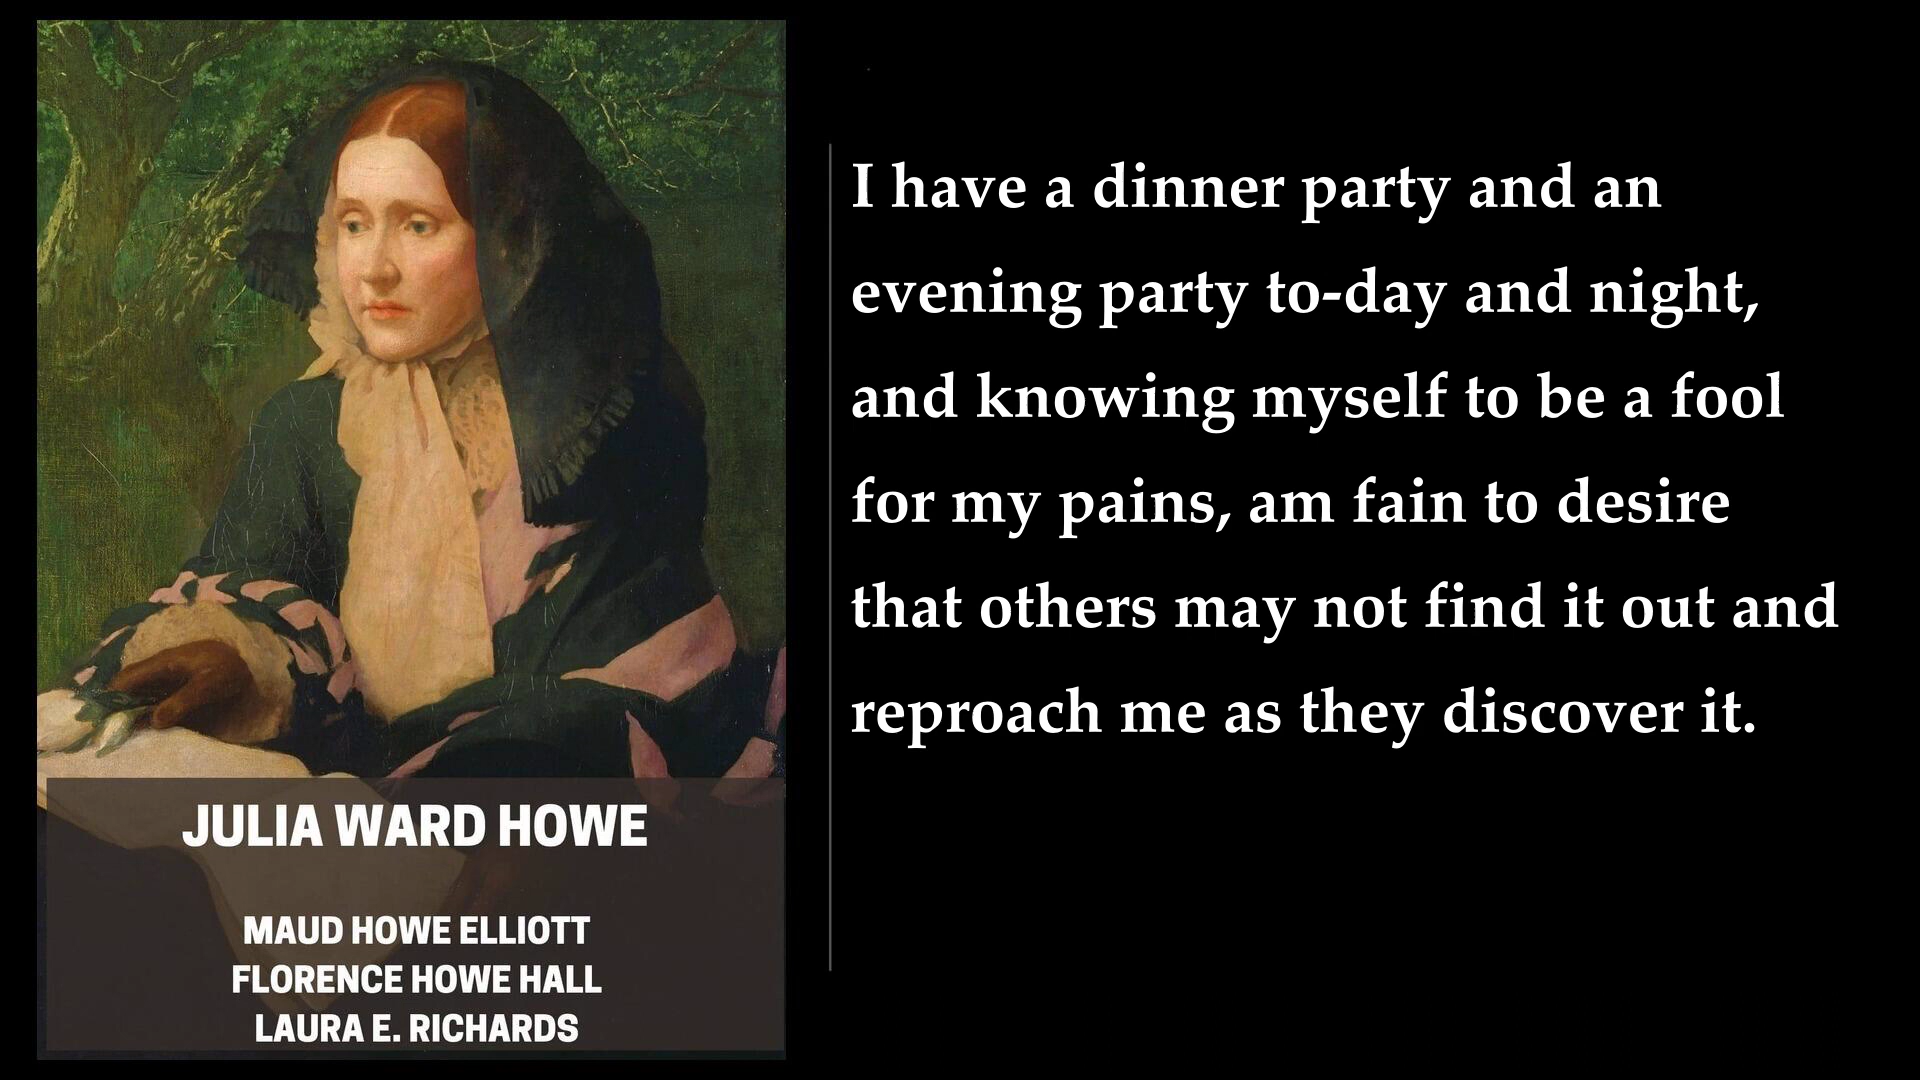 JULIA WARD HOWE
MAUD HOWE ELLIOTT
FLORENCE HOWE HALL
LAURA E. RICHARDS
I have a dinner party and an
evening party to-day and night,
and knowing myself to be a fool
for my pains, am fain to desire
that others may not find it out and
reproach me as they discover it.